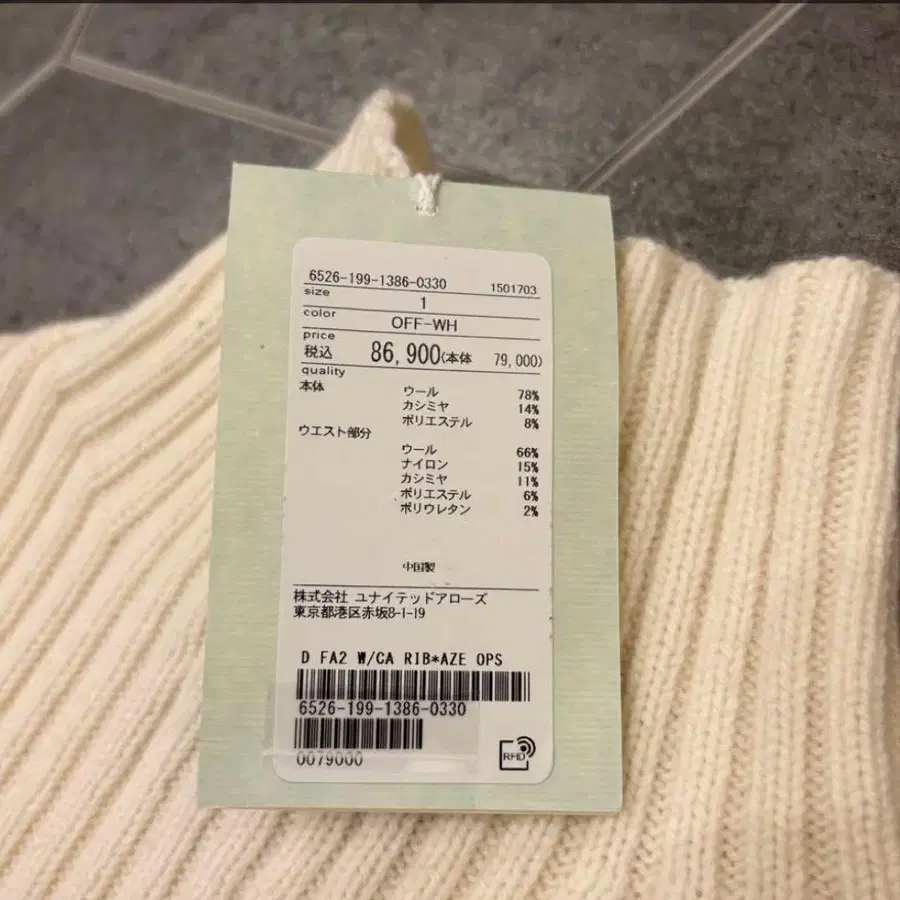 6526-199-1386-0330 1501703
size 1
color OFF-WH
price
税込 86,900(本体 79,000)
quality
本体 ウール 78%
カシミヤ 14%
ポリエステル 8%
ウエスト部分
ウール 66%
ナイロン 15%
カシミヤ 11%
ポリエステル 6%
ポリウレタン 2%
中国製
株式会社 ユナイテッドアローズ
東京都港区赤坂8-1-19
D FA2 W/CA RIB*AZE OPS
6526-199-1386-0330
0079000
RFID